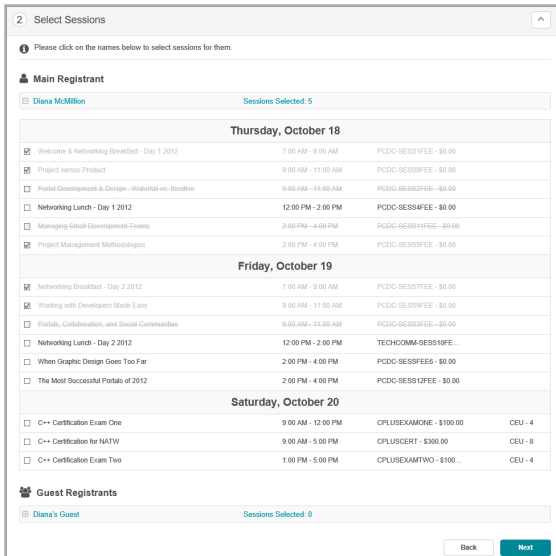 2 Select Sessions
Please click on the names below to select sessions for them.
Main Registrant
Diana McMillion Sessions Selected: 5
Thursday, October 18
Welcome & Networking Breakfast - Day 1 2012 7:00 AM - 9:00 AM PCDC-SESS1FEE - $0.00
Project versus Product 9:00 AM - 11:00 AM PCDC-SESS8FEE - $0.00
Portal Development & Design - Waterfall vs. Iterative 9:00 AM - 11:00 AM PCDC-SESS2FEE - $0.00
Networking Lunch - Day 1 2012 12:00 PM - 2:00 PM PCDC-SESS4FEE - $0.00
Managing Small Development Teams 2:00 PM - 4:00 PM PCDC-SESS11FEE - $0.00
Project Management Methodologies 2:00 PM - 4:00 PM PCDC-SESS5FEE - $0.00
Friday, October 19
Networking Breakfast - Day 2 2012 7:00 AM - 9:00 AM PCDC-SESS7FEE - $0.00
Working with Developers Made Easy 9:00 AM - 11:00 AM PCDC-SESS9FEE - $0.00
Portals, Collaboration, and Social Communities 9:00 AM - 11:00 AM PCDC-SESS3FEE - $0.00
Networking Lunch - Day 2 2012 12:00 PM - 2:00 PM TECHCOMM-SESS10FE...
When Graphic Design Goes Too Far 2:00 PM - 4:00 PM PCDC-SESSFEE6 - $0.00
The Most Successful Portals of 2012 2:00 PM - 4:00 PM PCDC-SESS12FEE - $0.00
Saturday, October 20
C++ Certification Exam One 9:00 AM - 12:00 PM CPLUSEXAMONE - $100.00 CEU - 4
C++ Certification for NATW 9:00 AM - 5:00 PM CPLUSCERT - $300.00 CEU - 8
C++ Certification Exam Two 1:00 PM - 5:00 PM CPLUSEXAMTWO - $100... CEU - 4
Guest Registrants
Diana's Guest Sessions Selected: 0
Back Next